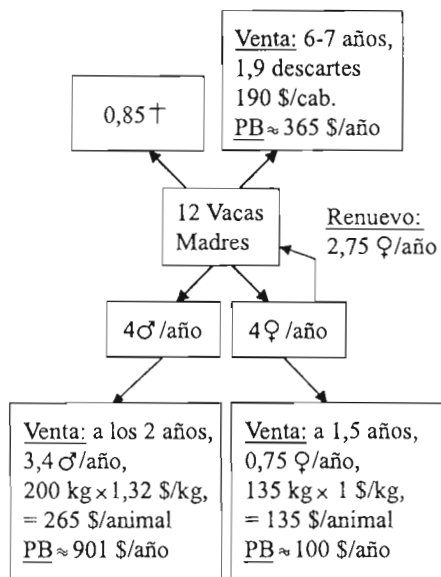 Venta: 6-7 años,
1,9 descartes
190 $/cab.
PB ≈ 365 $/año
0,85 †
12 Vacas
Madres
Renuevo:
2,75 ♀/año
4♂/año
4♀/año
Venta: a los 2 años,
3,4 ♂/año,
200 kg × 1,32 $/kg,
= 265 $/animal
PB ≈ 901 $/año
Venta: a 1,5 años,
0,75 ♀/año,
135 kg × 1 $/kg,
= 135 $/animal
PB ≈ 100 $/año